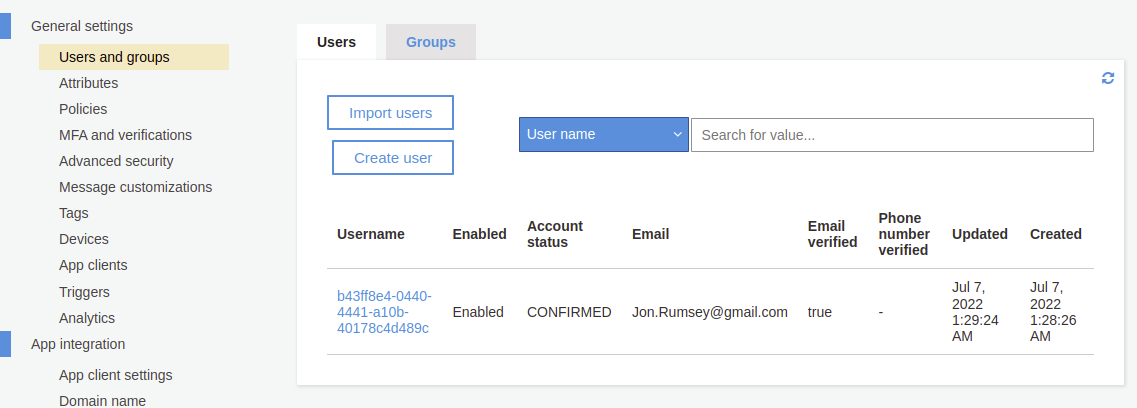 General settings
Users and groups
Attributes
Policies
MFA and verifications
Advanced security
Message customizations
Tags
Devices
App clients
Triggers
Analytics
App integration
App client settings
Domain name
Users
Groups
Import users
Create user
User name
Search for value...
Username
Enabled
Account
status
Email
Email
verified
Phone
number
verified
Updated
Created
b43ff8e4-0440-
4441-a10b-
40178c4d489c
Enabled
CONFIRMED
Jon.Rumsey@gmail.com
true
-
Jul 7,
2022
1:29:24
AM
Jul 7,
2022
1:28:26
AM